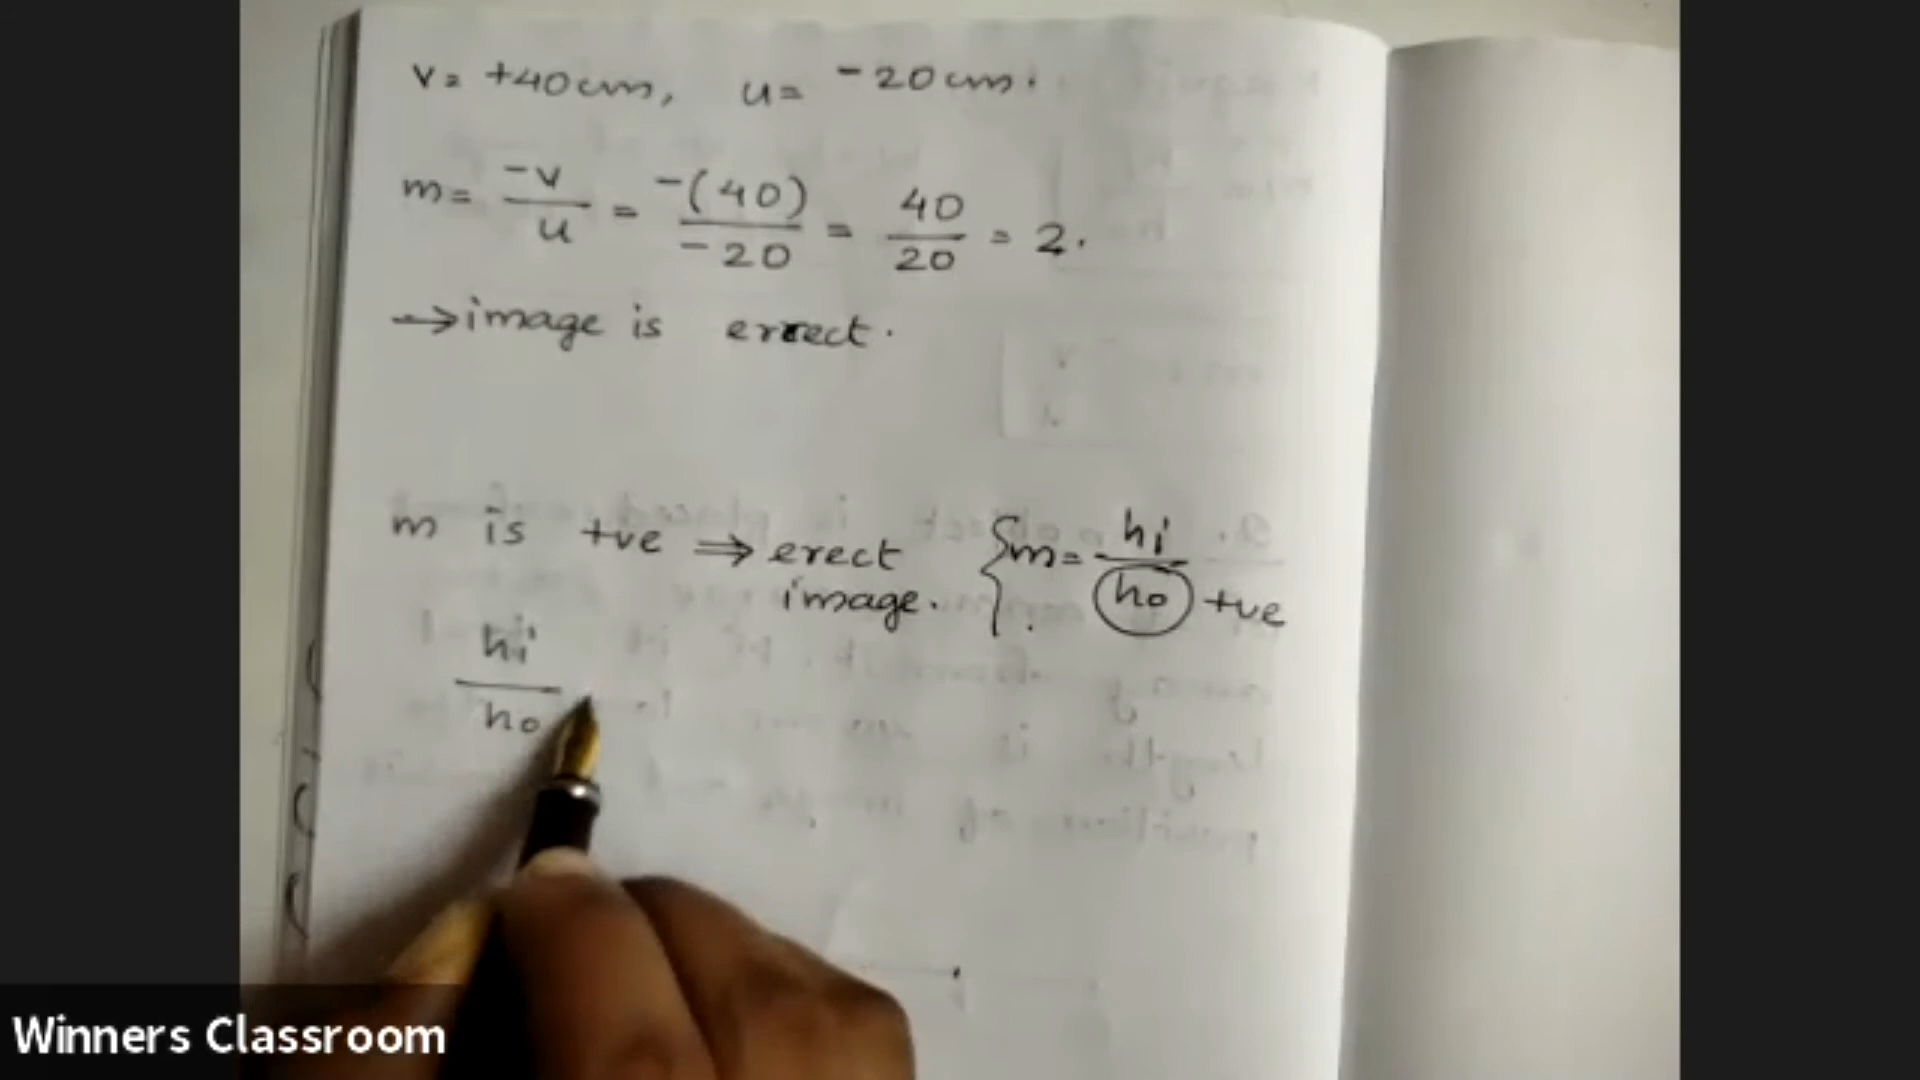 v= +40cm, u= -20cm.
m= -v/u = -(40)/-20 = 40/20 = 2.
→ image is erect.
m is +ve ⇒ erect image. { m= hi/ho +ve
hi/ho
Winners Classroom